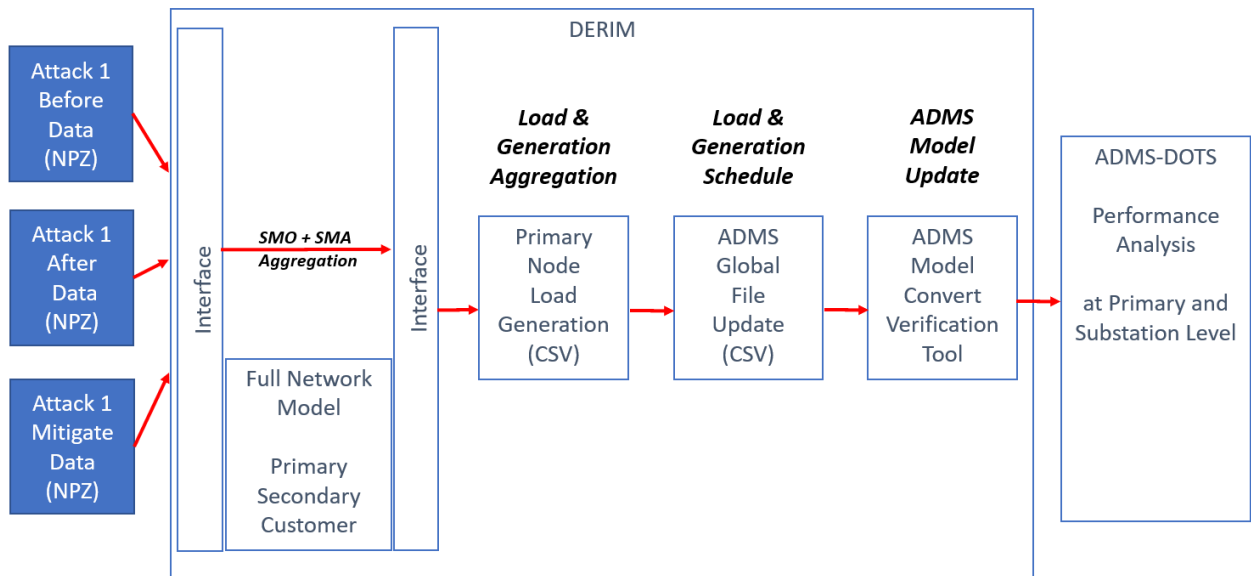 DERIM
Attack 1
Before
Data
(NPZ)
Attack 1
After
Data
(NPZ)
Attack 1
Mitigate
Data
(NPZ)
Interface
SMO + SMA
Aggregation
Full Network
Model
Primary
Secondary
Customer
Interface
Load &
Generation
Aggregation
Primary
Node
Load
Generation
(CSV)
Load &
Generation
Schedule
ADMS
Global
File
Update
(CSV)
ADMS
Model
Update
ADMS
Model
Convert
Verification
Tool
ADMS-DOTS
Performance
Analysis
at Primary and
Substation Level